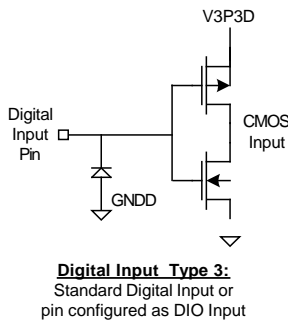 V3P3D
Digital
Input
Pin
CMOS
Input
GNDD
Digital Input Type 3:
Standard Digital Input or
pin configured as DIO Input